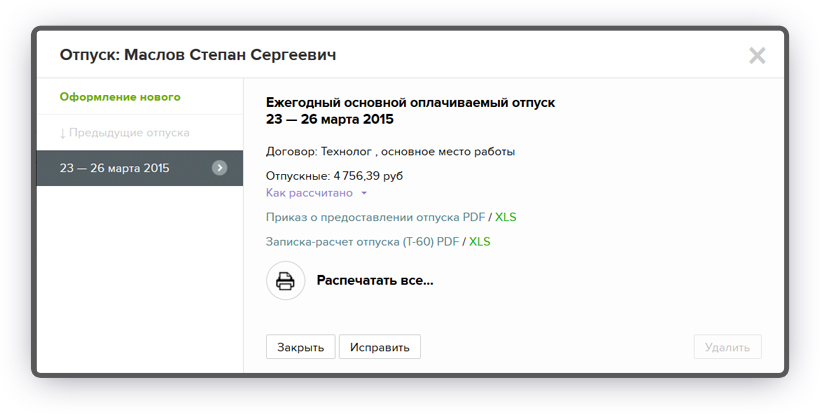 Отпуск: Маслов Степан Сергеевич
Оформление нового
↓ Предыдущие отпуска
23 — 26 марта 2015
Ежегодный основной оплачиваемый отпуск
23 — 26 марта 2015
Договор: Технолог , основное место работы
Отпускные: 4 756,39 руб
Как рассчитано
Приказ о предоставлении отпуска PDF / XLS
Записка-расчет отпуска (Т-60) PDF / XLS
Распечатать все...
Закрыть Исправить Удалить